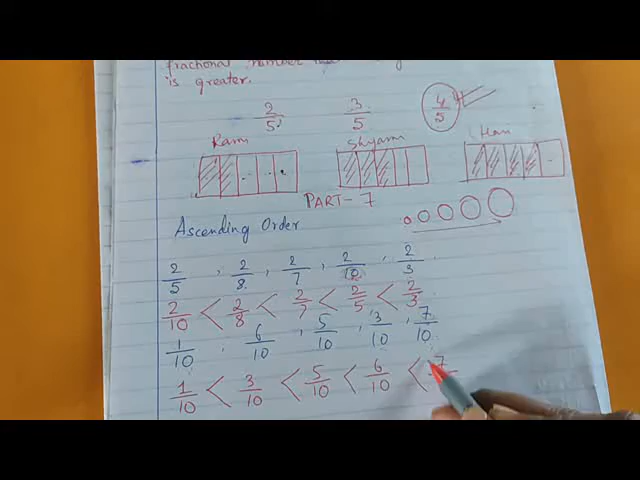 fractional number
is greater.
2/5 3/5 4/5
Ram Shyam Hari
PART-7
Ascending Order
2/5 , 2/8 , 2/7 , 2/10 , 2/3
2/10 < 2/8 < 2/7 < 2/5 < 2/3
1/10 , 6/10 , 5/10 , 3/10 , 7/10
1/10 < 3/10 < 5/10 < 6/10 < 7